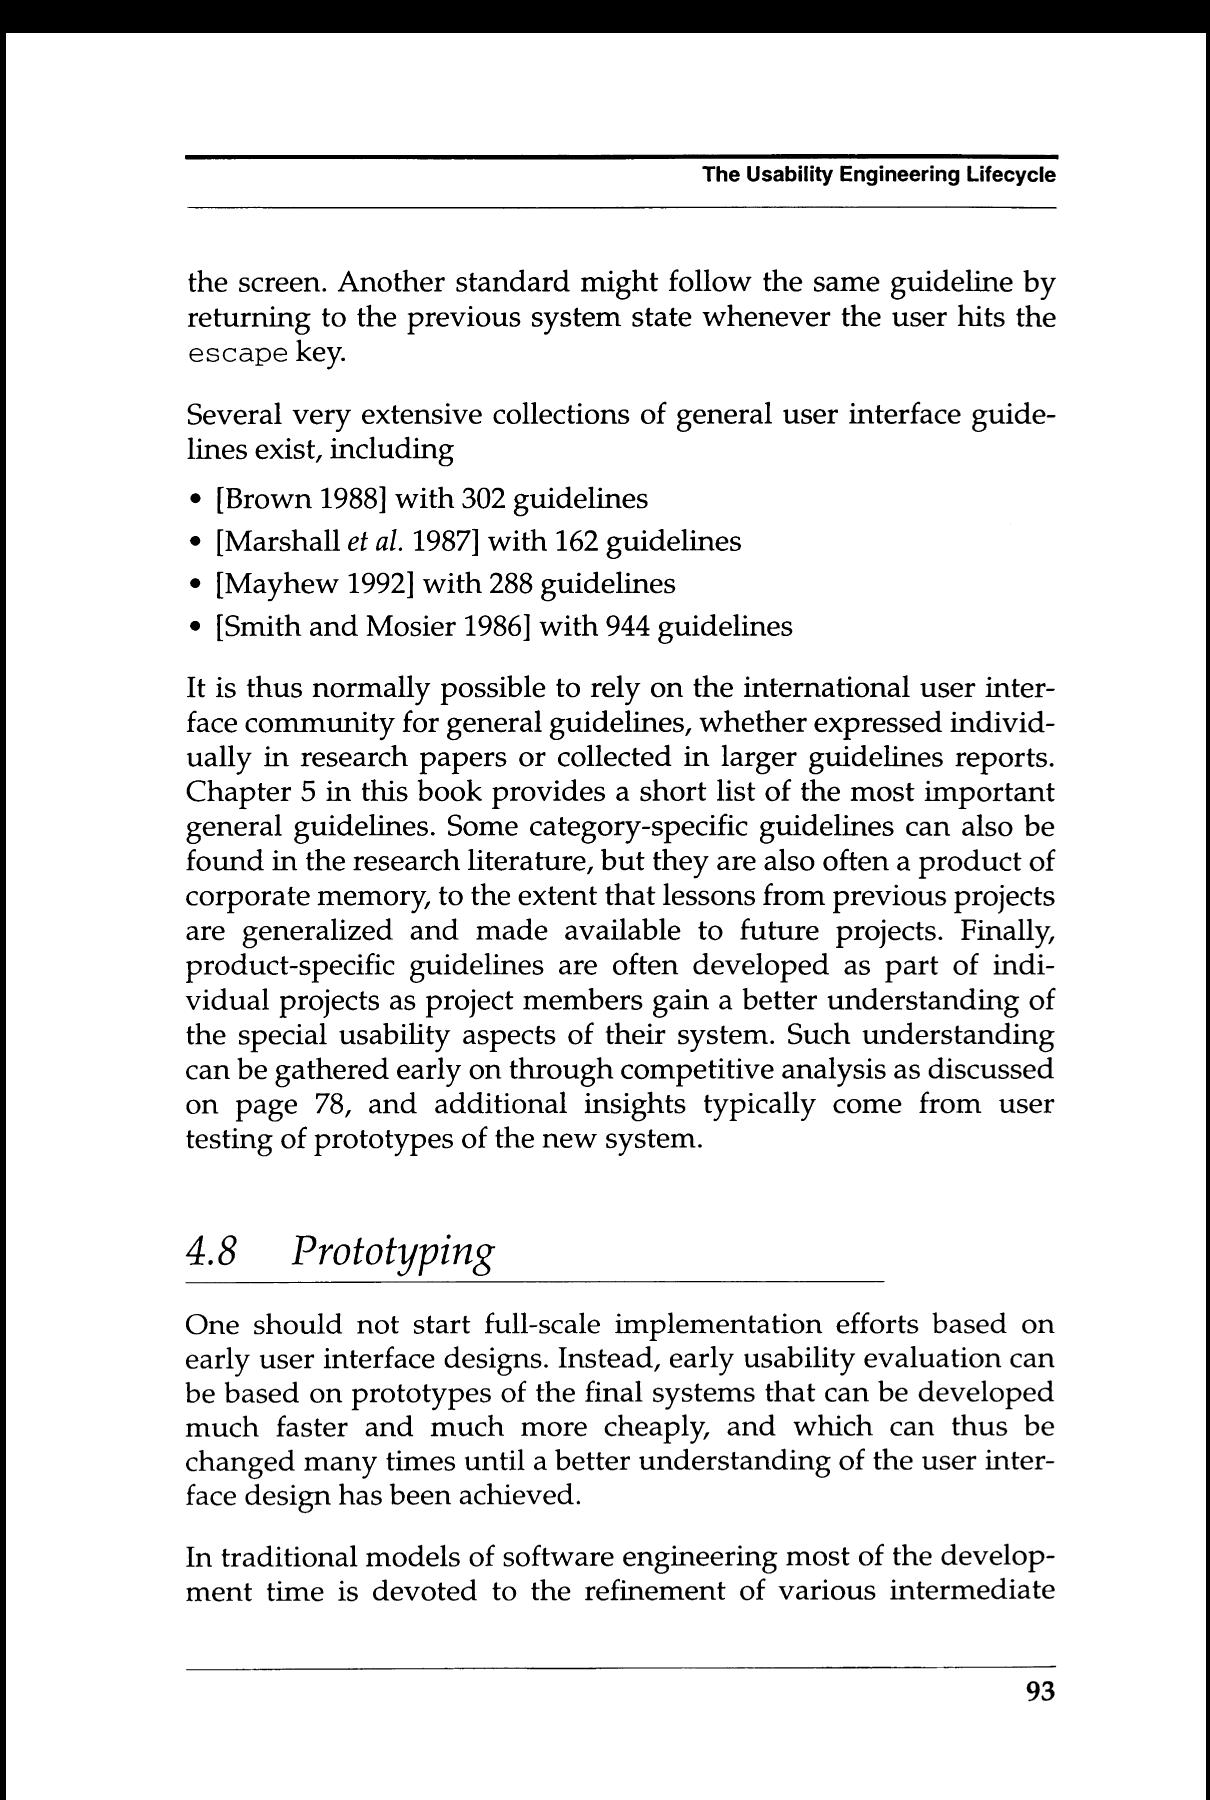 The Usability Engineering Lifecycle
the screen. Another standard might follow the same guideline by
returning to the previous system state whenever the user hits the
escape key.
Several very extensive collections of general user interface guide-
lines exist, including
• [Brown 1988] with 302 guidelines
• [Marshall et al. 1987] with 162 guidelines
• [Mayhew 1992] with 288 guidelines
• [Smith and Mosier 1986] with 944 guidelines
It is thus normally possible to rely on the international user inter-
face community for general guidelines, whether expressed individ-
ually in research papers or collected in larger guidelines reports.
Chapter 5 in this book provides a short list of the most important
general guidelines. Some category-specific guidelines can also be
found in the research literature, but they are also often a product of
corporate memory, to the extent that lessons from previous projects
are generalized and made available to future projects. Finally,
product-specific guidelines are often developed as part of indi-
vidual projects as project members gain a better understanding of
the special usability aspects of their system. Such understanding
can be gathered early on through competitive analysis as discussed
on page 78, and additional insights typically come from user
testing of prototypes of the new system.
4.8 Prototyping
One should not start full-scale implementation efforts based on
early user interface designs. Instead, early usability evaluation can
be based on prototypes of the final systems that can be developed
much faster and much more cheaply, and which can thus be
changed many times until a better understanding of the user inter-
face design has been achieved.
In traditional models of software engineering most of the develop-
ment time is devoted to the refinement of various intermediate
93